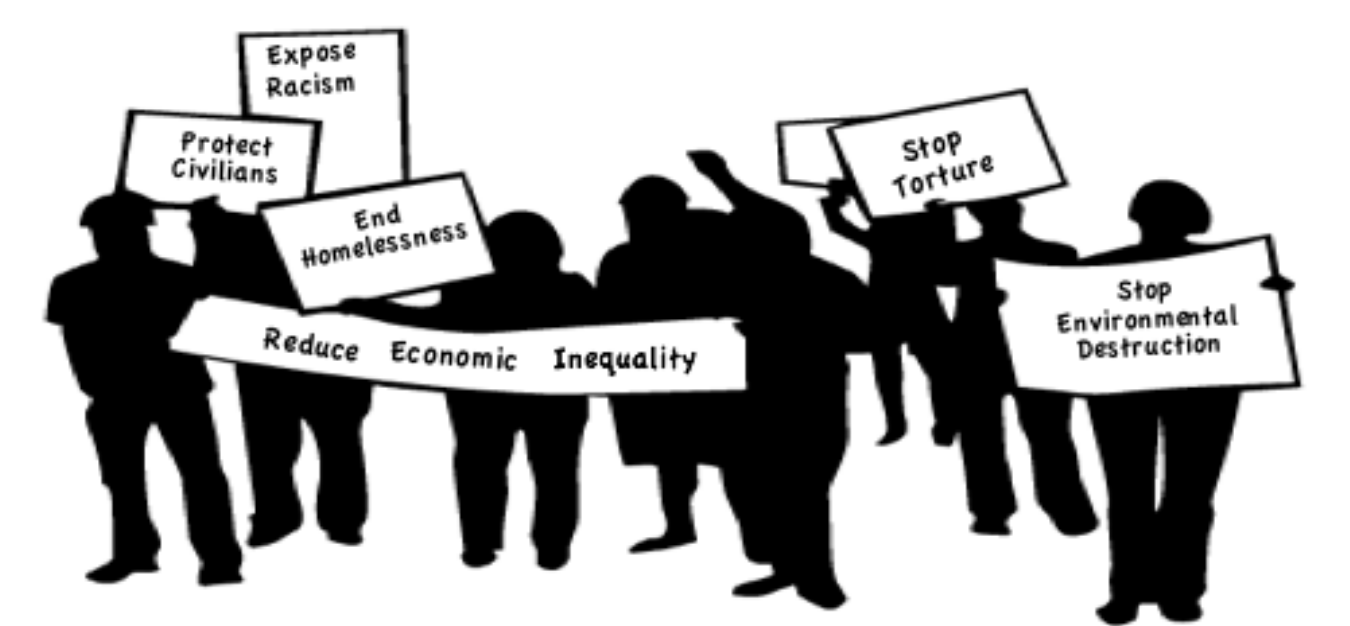 Expose
Racism
Protect
Civilians
End
Homelessness
Reduce Economic Inequality
Stop
Torture
Stop
Environmental
Destruction